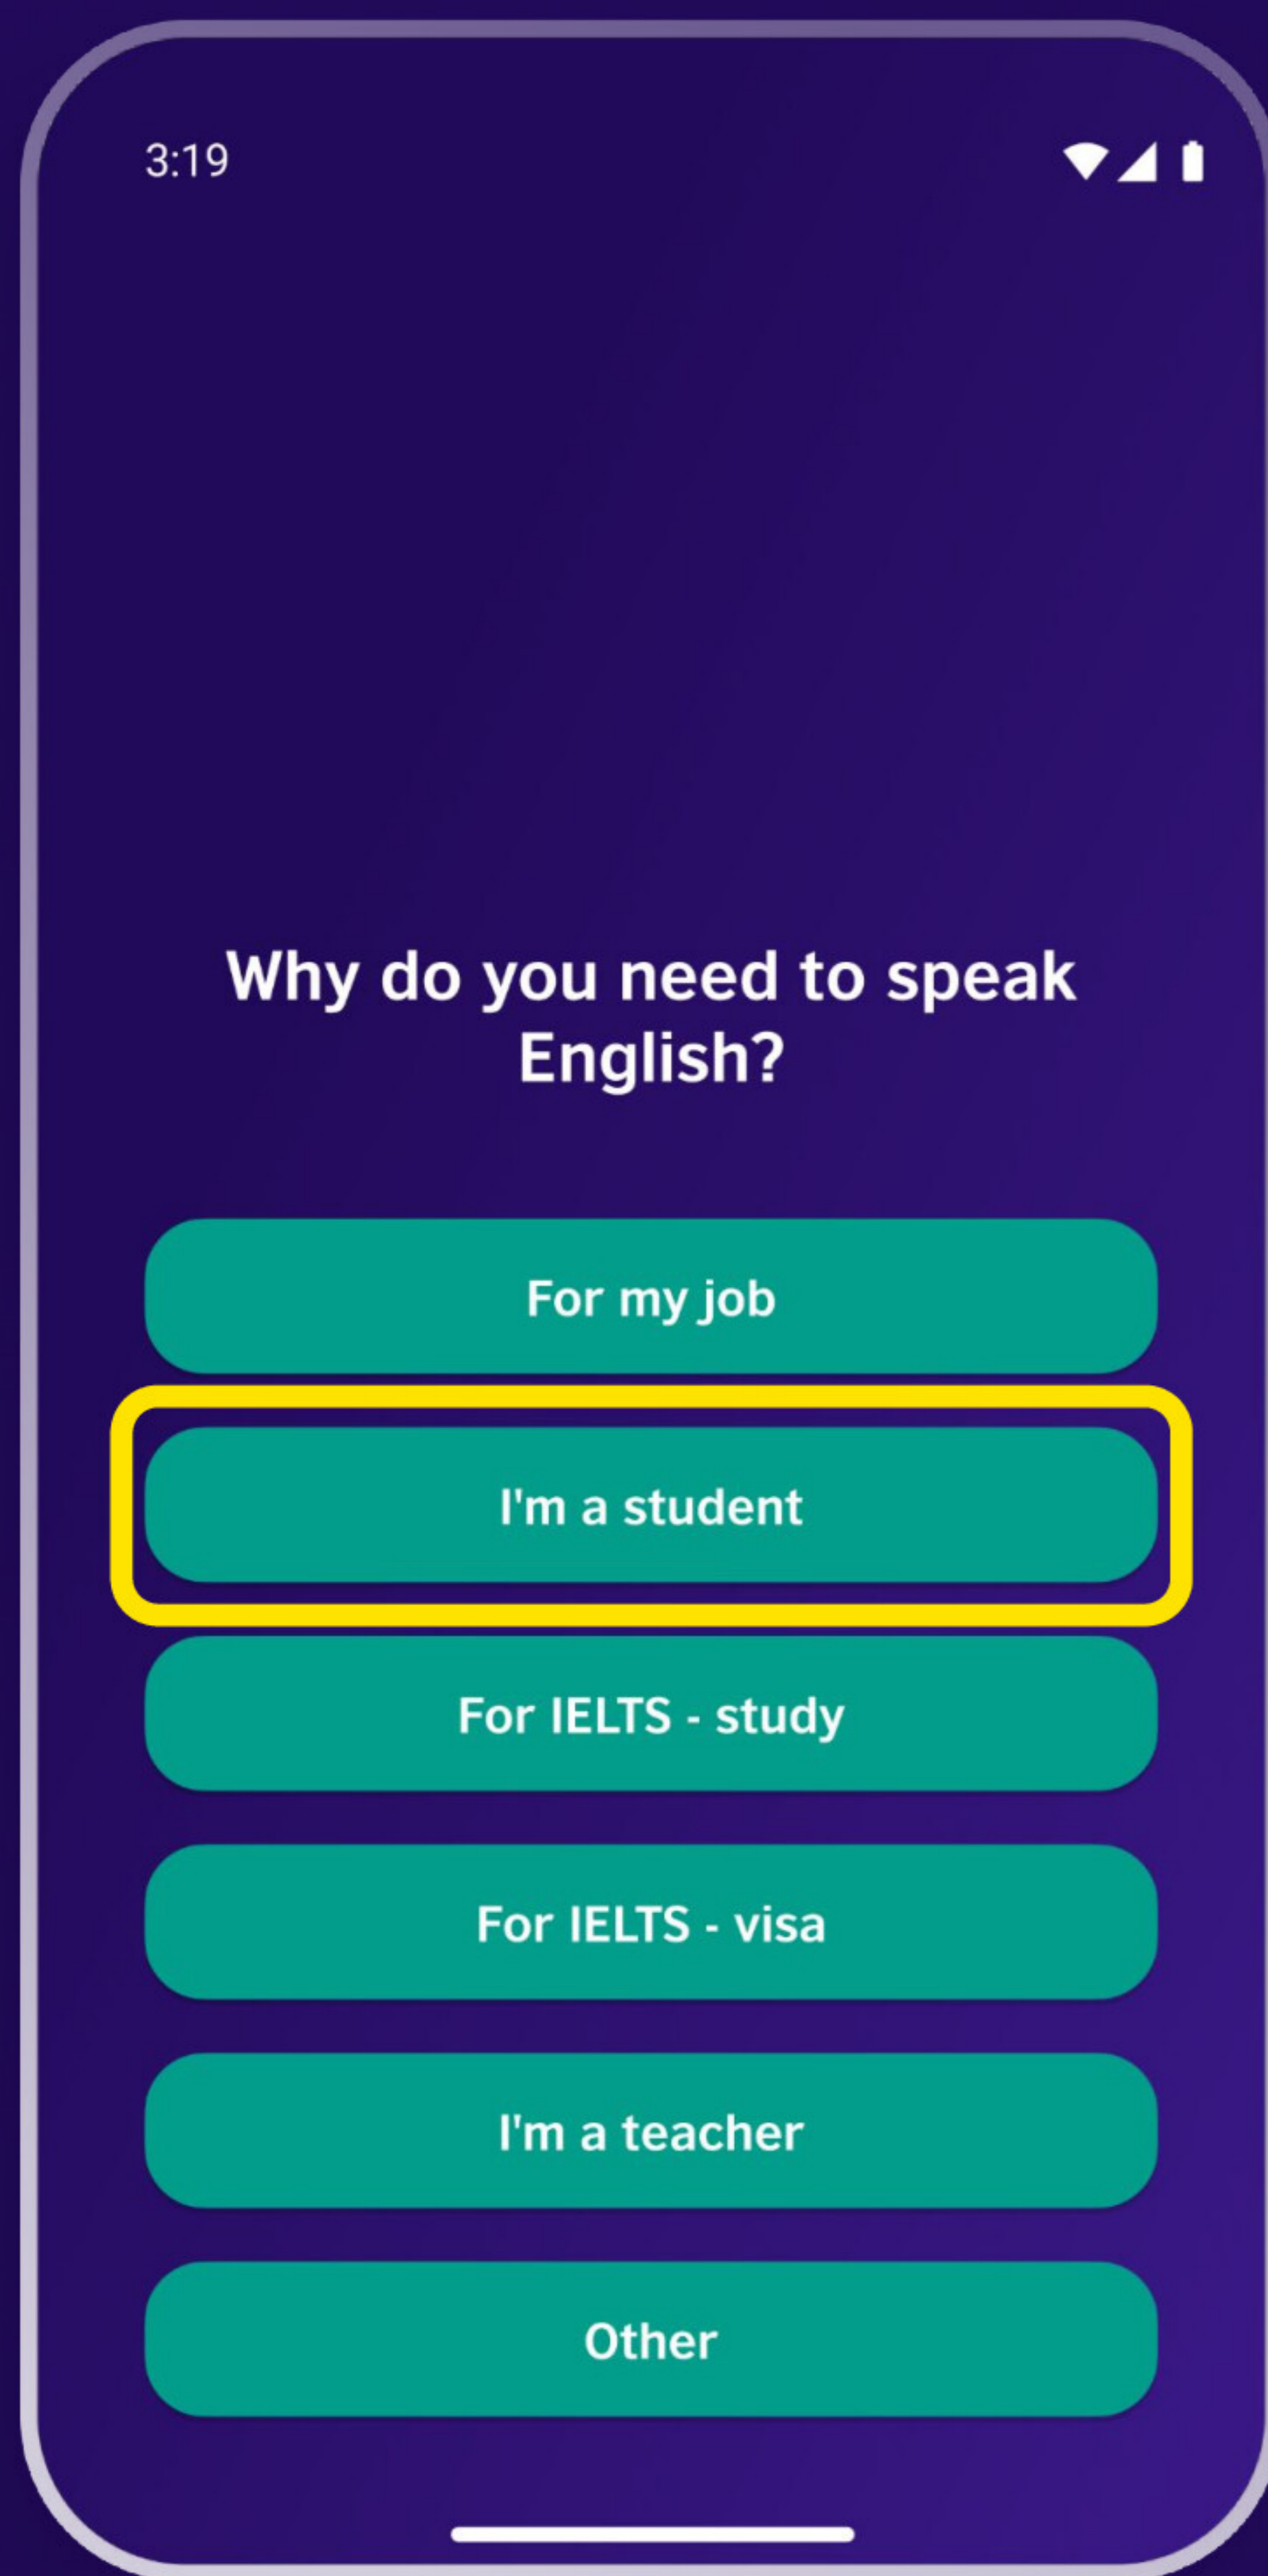 3:19
Why do you need to speak
English?
For my job
I'm a student
For IELTS - study
For IELTS - visa
I'm a teacher
Other